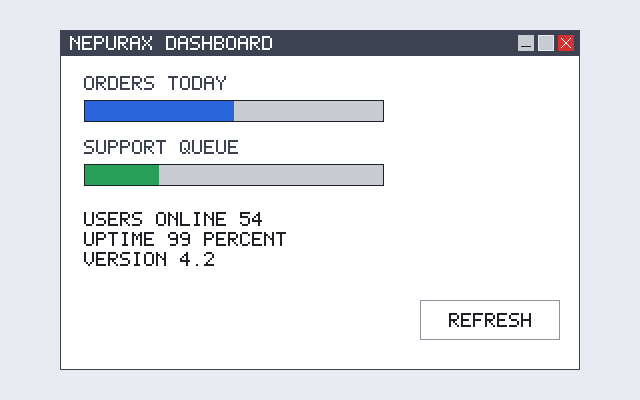 NEPURAX DASHBOARD
ORDERS TODAY
SUPPORT QUEUE
USERS ONLINE 54
UPTIME 99 PERCENT
VERSION 4.2
REFRESH